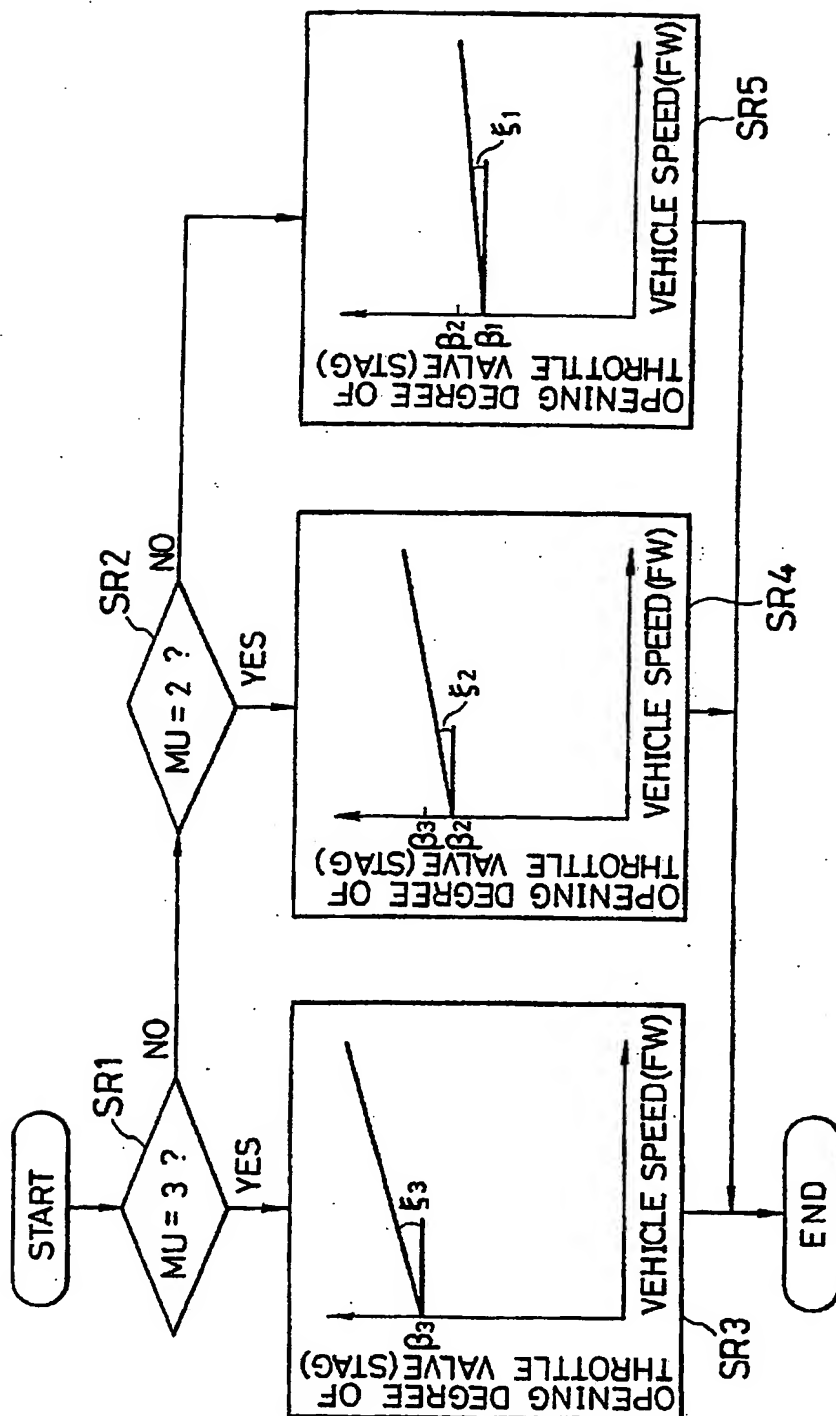 START
MU = 3 ?
SR1
NO
YES
MU = 2 ?
SR2
NO
YES
OPENING DEGREE OF
THROTTLE VALVE(STAG)
β3
ξ3
VEHICLE SPEED(FW)
SR3
OPENING DEGREE OF
THROTTLE VALVE(STAG)
β3
β2
ξ2
VEHICLE SPEED(FW)
SR4
OPENING DEGREE OF
THROTTLE VALVE(STAG)
β2
β1
ξ1
VEHICLE SPEED(FW)
SR5
END